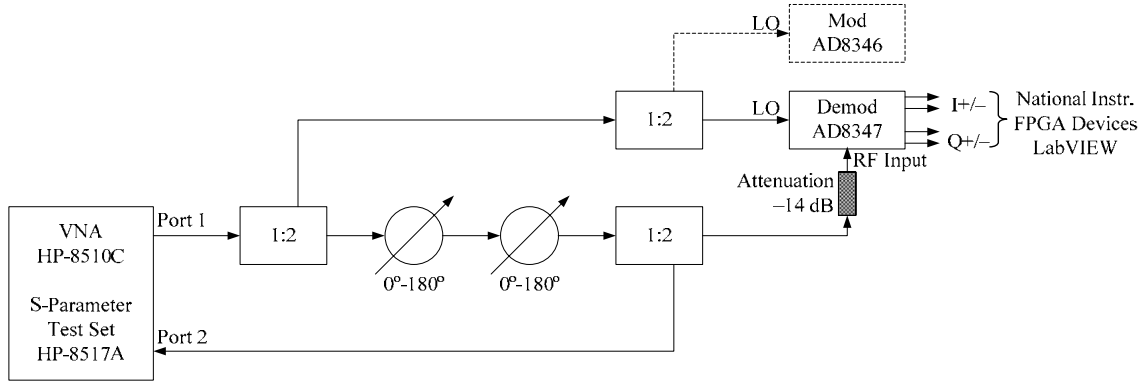 LO
Mod
AD8346
1:2
LO
Demod
AD8347
I+/–
Q+/–
National Instr.
FPGA Devices
LabVIEW
RF Input
Attenuation
–14 dB
VNA
HP-8510C
S-Parameter
Test Set
HP-8517A
Port 1
1:2
0º-180º
0º-180º
1:2
Port 2